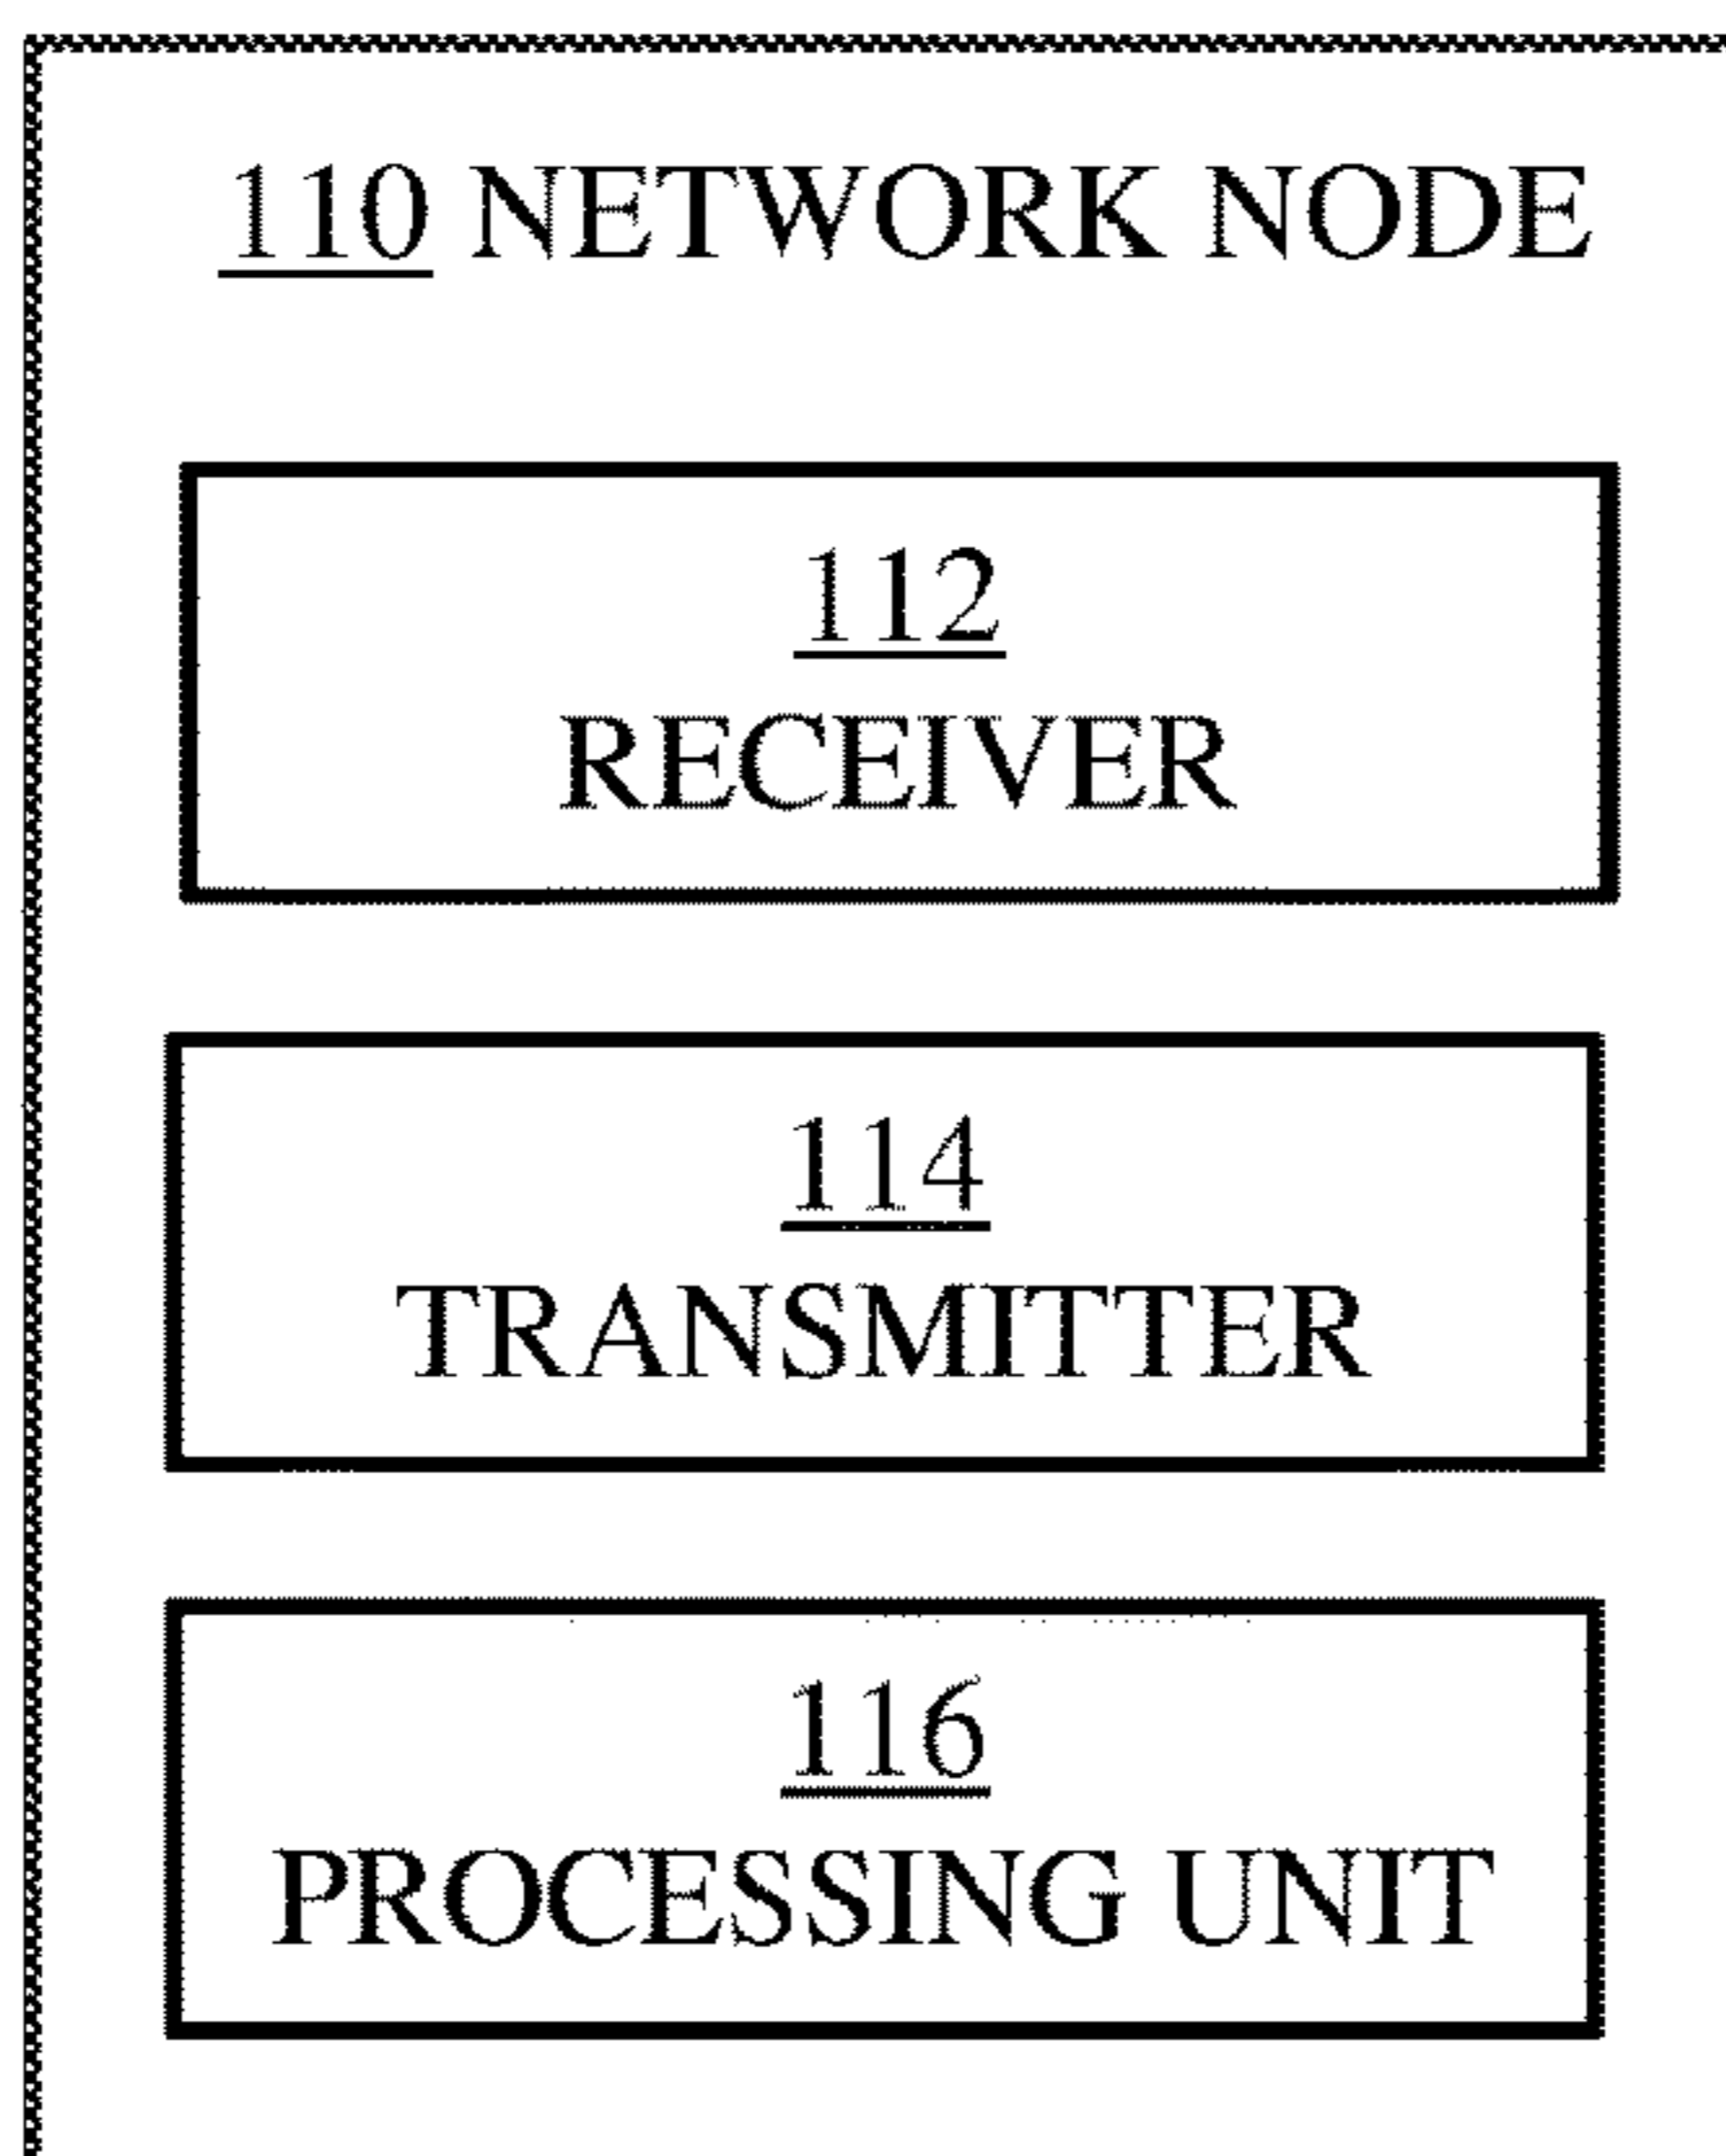 110 NETWORK NODE
112
RECEIVER
114
TRANSMITTER
116
PROCESSING UNIT